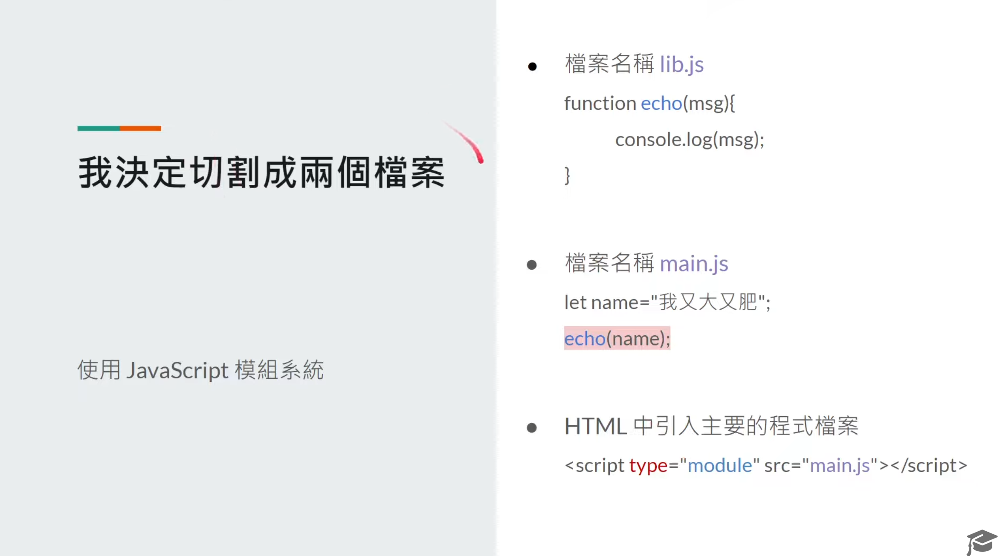 我決定切割成兩個檔案
使用 JavaScript 模組系統
● 檔案名稱 lib.js
function echo(msg){
console.log(msg);
}
● 檔案名稱 main.js
let name="我又大又肥";
echo(name);
● HTML 中引入主要的程式檔案
<script type="module" src="main.js"></script>